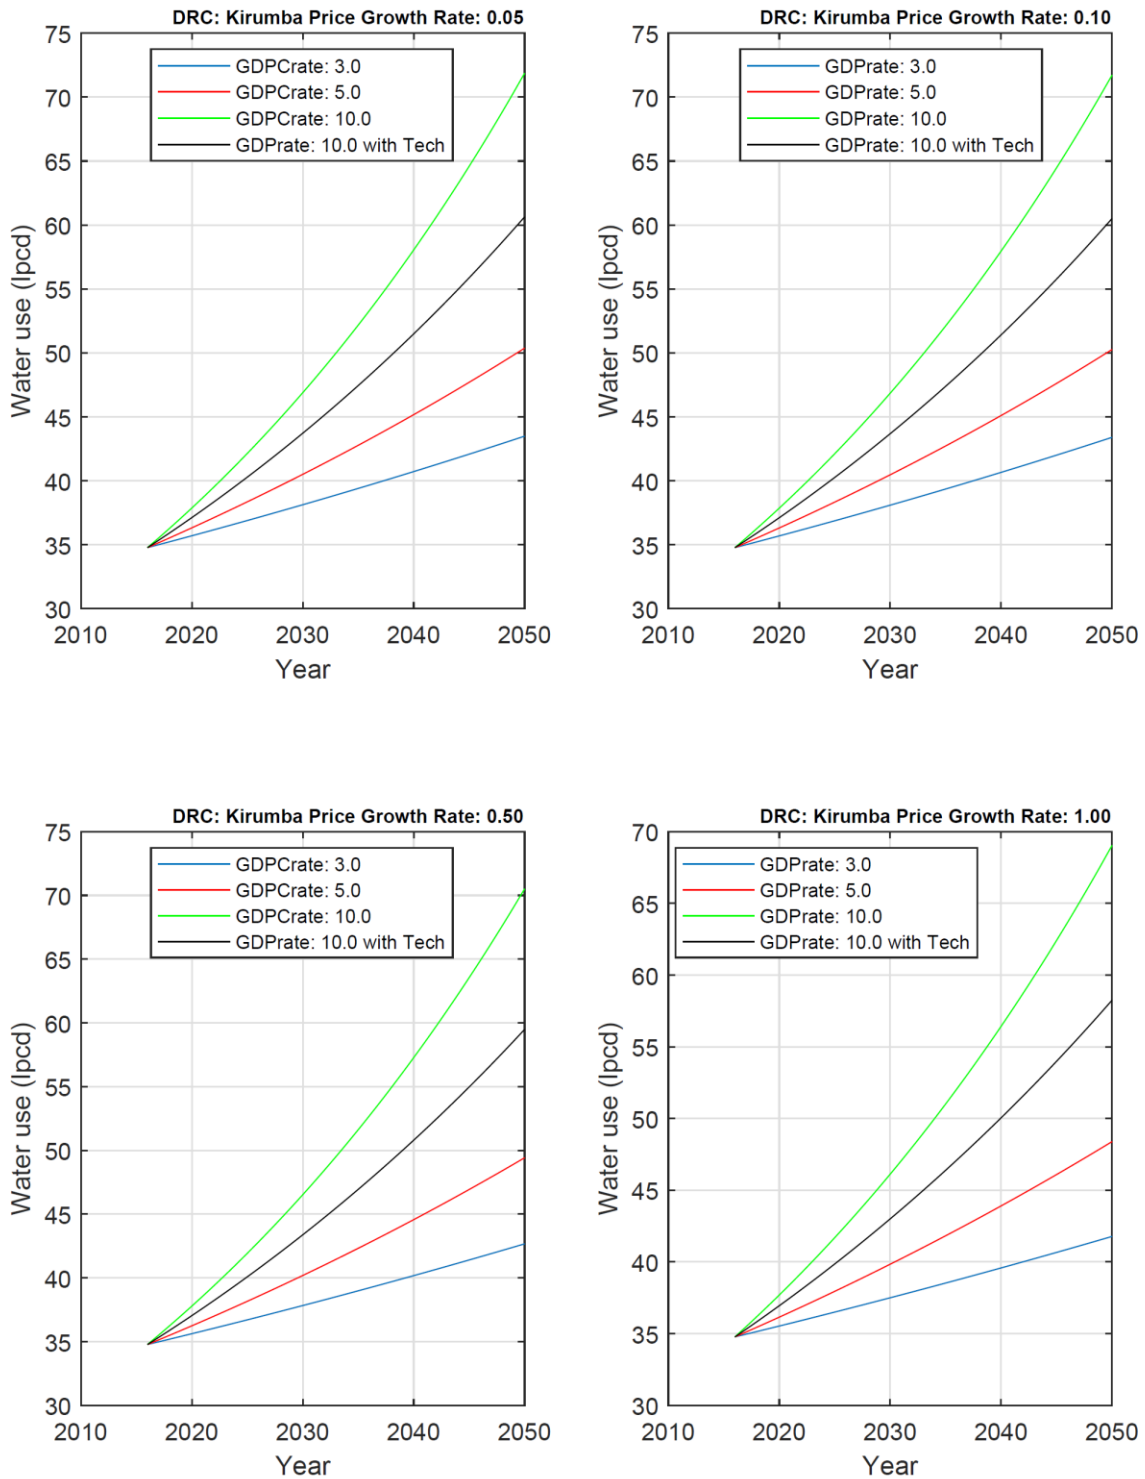 DRC: Kirumba Price Growth Rate: 0.05
75
70
65
60
55
50
45
40
35
30
Water use (lpcd)
GDPCrate: 3.0
GDPCrate: 5.0
GDPCrate: 10.0
GDPrate: 10.0 with Tech
2010 2020 2030 2040 2050
Year
DRC: Kirumba Price Growth Rate: 0.10
75
70
65
60
55
50
45
40
35
30
Water use (lpcd)
GDPrate: 3.0
GDPrate: 5.0
GDPrate: 10.0
GDPrate: 10.0 with Tech
2010 2020 2030 2040 2050
Year
DRC: Kirumba Price Growth Rate: 0.50
75
70
65
60
55
50
45
40
35
30
Water use (lpcd)
GDPCrate: 3.0
GDPCrate: 5.0
GDPCrate: 10.0
GDPrate: 10.0 with Tech
2010 2020 2030 2040 2050
Year
DRC: Kirumba Price Growth Rate: 1.00
70
65
60
55
50
45
40
35
30
Water use (lpcd)
GDPrate: 3.0
GDPrate: 5.0
GDPrate: 10.0
GDPrate: 10.0 with Tech
2010 2020 2030 2040 2050
Year